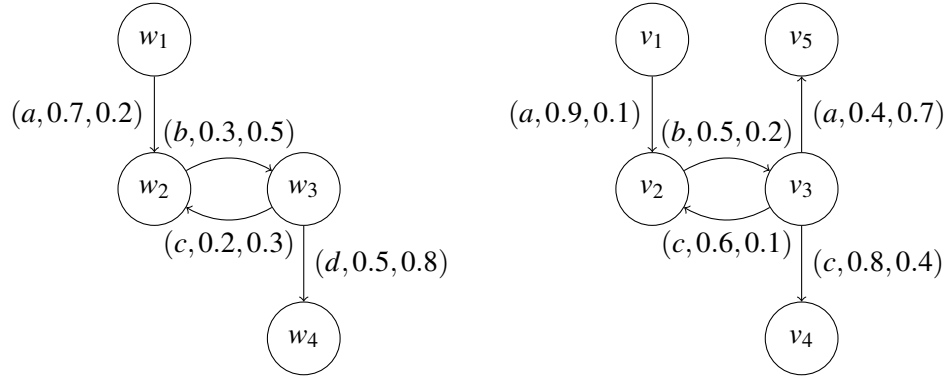 w1
(a, 0.7, 0.2)
(b, 0.3, 0.5)
w2
w3
(c, 0.2, 0.3)
(d, 0.5, 0.8)
w4
v1
v5
(a, 0.9, 0.1)
(b, 0.5, 0.2)
(a, 0.4, 0.7)
v2
v3
(c, 0.6, 0.1)
(c, 0.8, 0.4)
v4